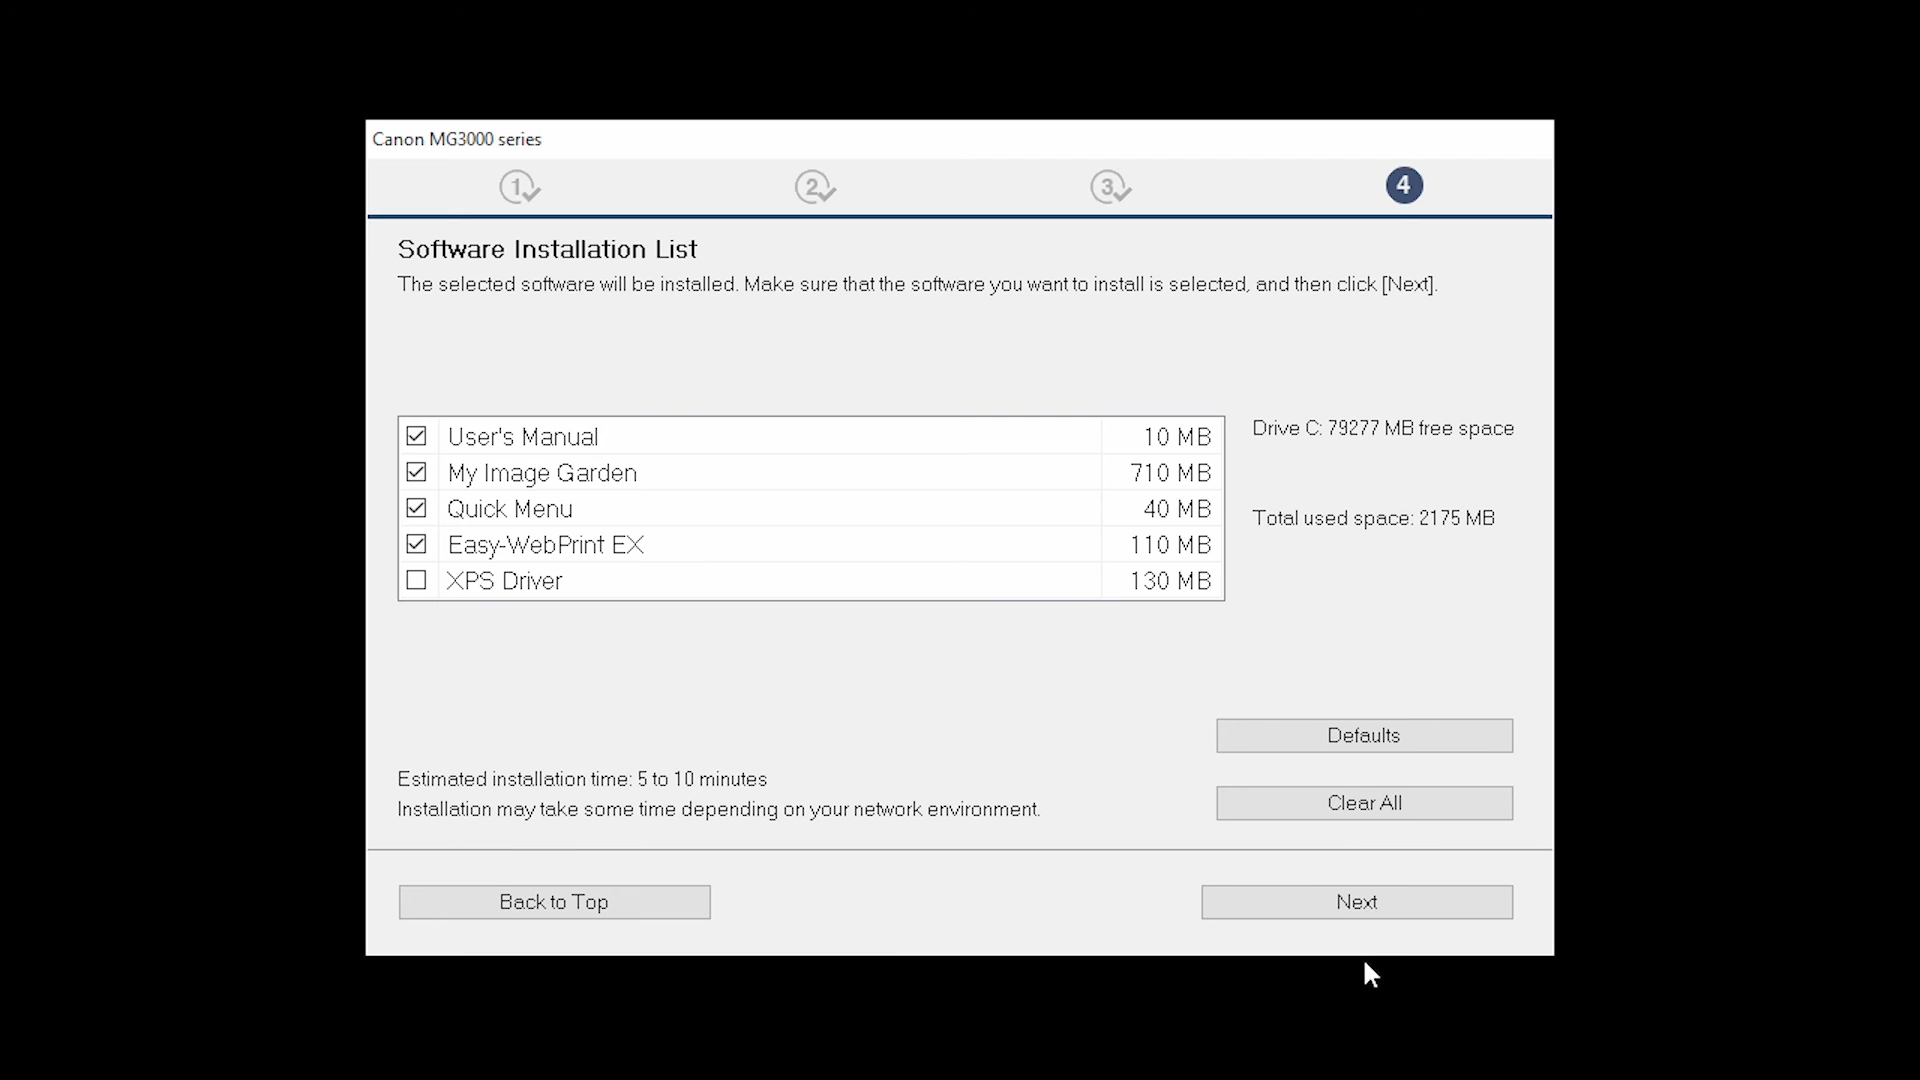 Canon MG3000 series
1 2 3 4
Software Installation List
The selected software will be installed. Make sure that the software you want to install is selected, and then click [Next].
User's Manual 10 MB
My Image Garden 710 MB
Quick Menu 40 MB
Easy-WebPrint EX 110 MB
XPS Driver 130 MB
Drive C: 79277 MB free space
Total used space: 2175 MB
Defaults
Estimated installation time: 5 to 10 minutes
Installation may take some time depending on your network environment.
Clear All
Back to Top
Next